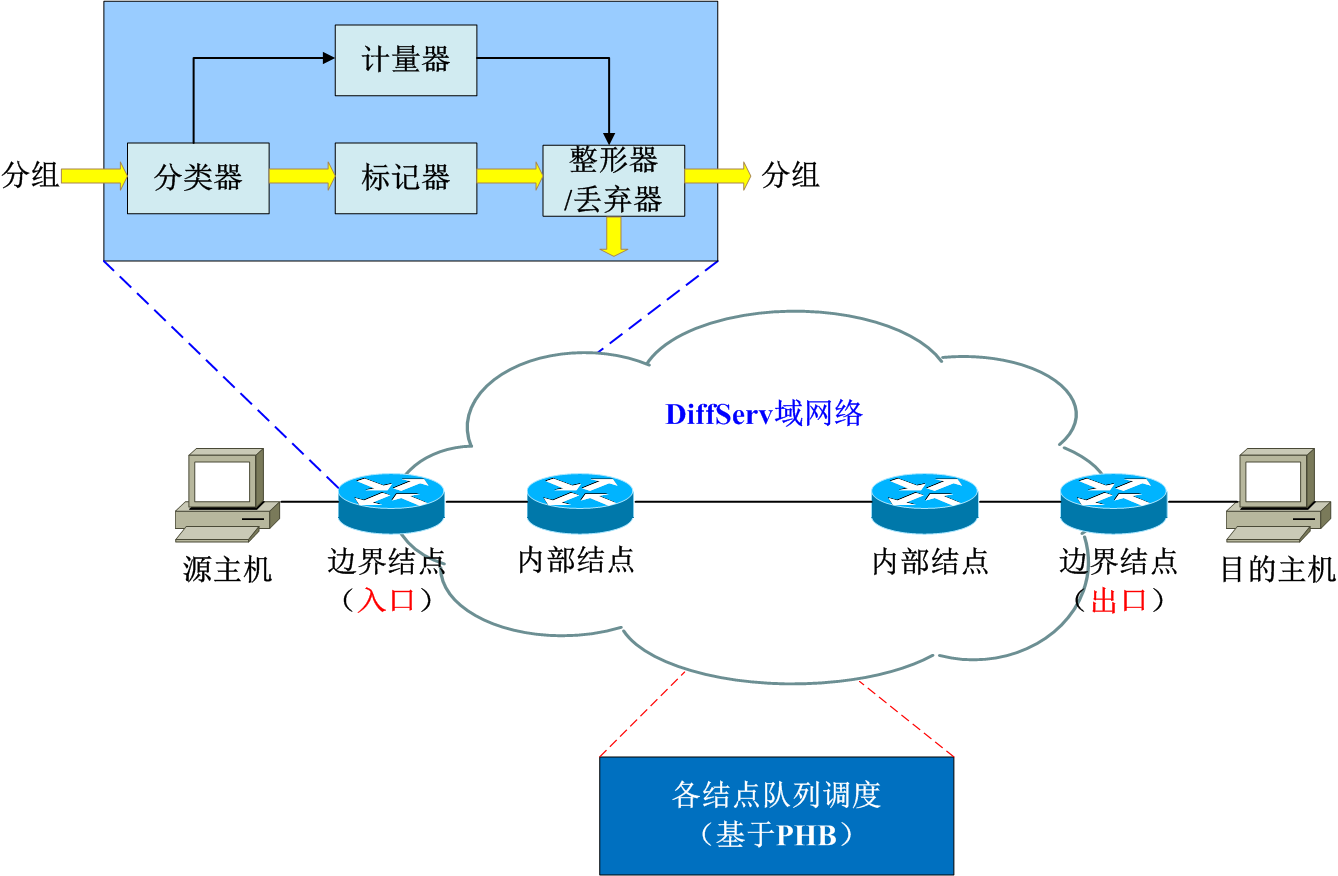 计量器
分组
分类器
标记器
整形器
/丢弃器
分组
DiffServ域网络
源主机
边界结点
（入口）
内部结点
内部结点
边界结点
（出口）
目的主机
各结点队列调度
（基于PHB）